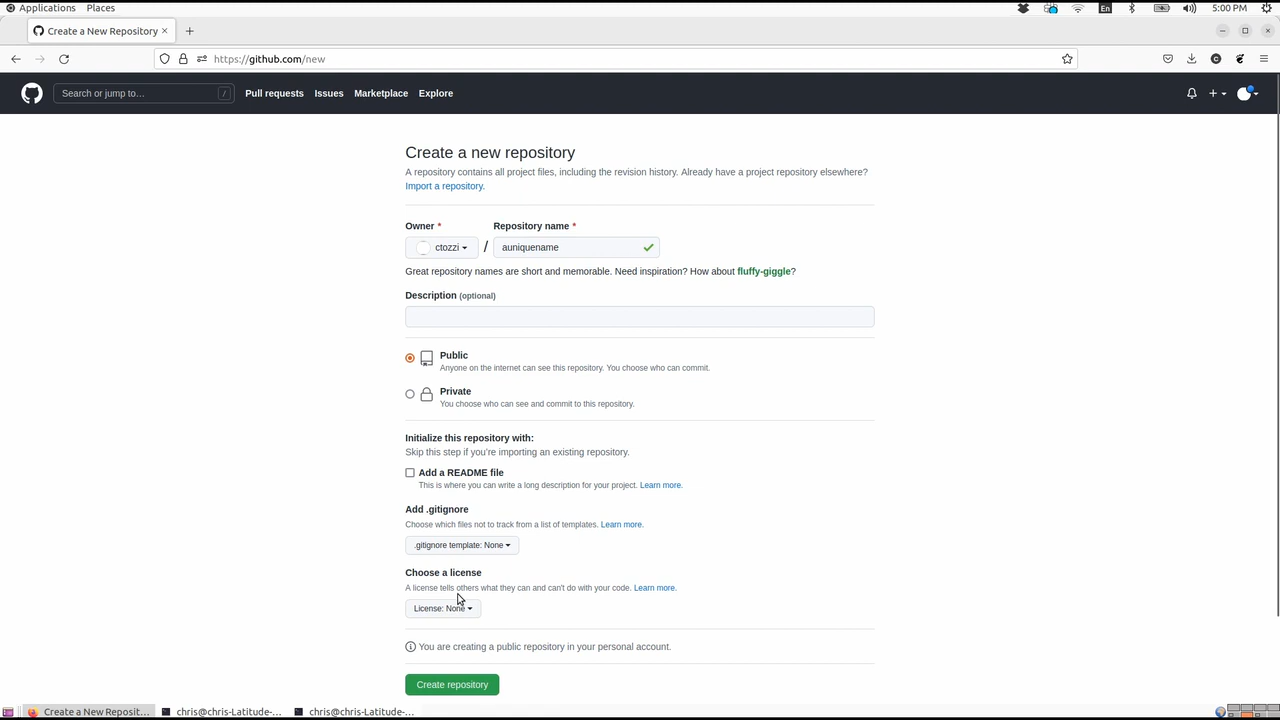 Applications Places En 5:00 PM
Create a New Repository
https://github.com/new
Search or jump to… / Pull requests Issues Marketplace Explore
Create a new repository
A repository contains all project files, including the revision history. Already have a project repository elsewhere?
Import a repository.
Owner * Repository name *
ctozzi / auniquename
Great repository names are short and memorable. Need inspiration? How about fluffy-giggle?
Description (optional)
Public
Anyone on the internet can see this repository. You choose who can commit.
Private
You choose who can see and commit to this repository.
Initialize this repository with:
Skip this step if you're importing an existing repository.
Add a README file
This is where you can write a long description for your project. Learn more.
Add .gitignore
Choose which files not to track from a list of templates. Learn more.
.gitignore template: None
Choose a license
A license tells others what they can and can't do with your code. Learn more.
License: None
You are creating a public repository in your personal account.
Create repository
Create a New Reposit… chris@chris-Latitude-… chris@chris-Latitude-…